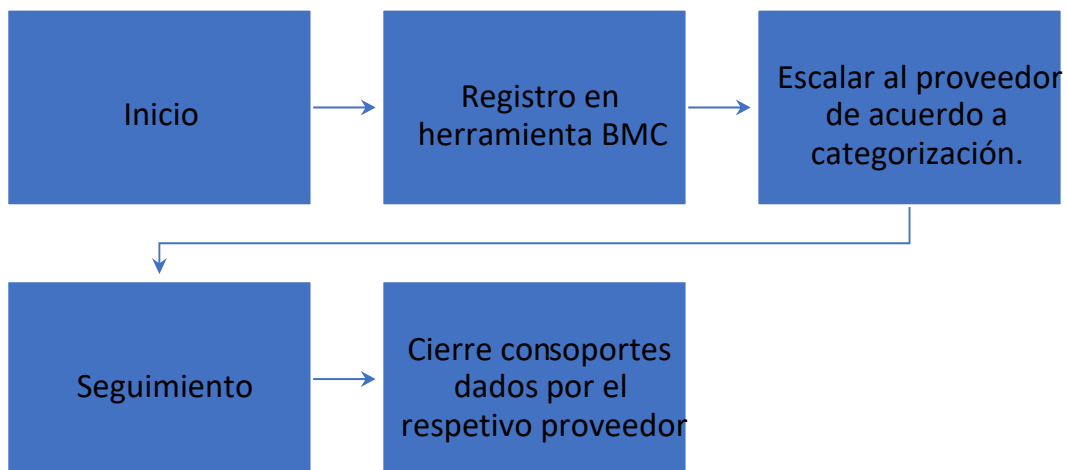 Inicio
Registro en
herramienta BMC
Escalar al proveedor
de acuerdo a
categorización.
Seguimiento
Cierre consoportes
dados por el
respetivo proveedor